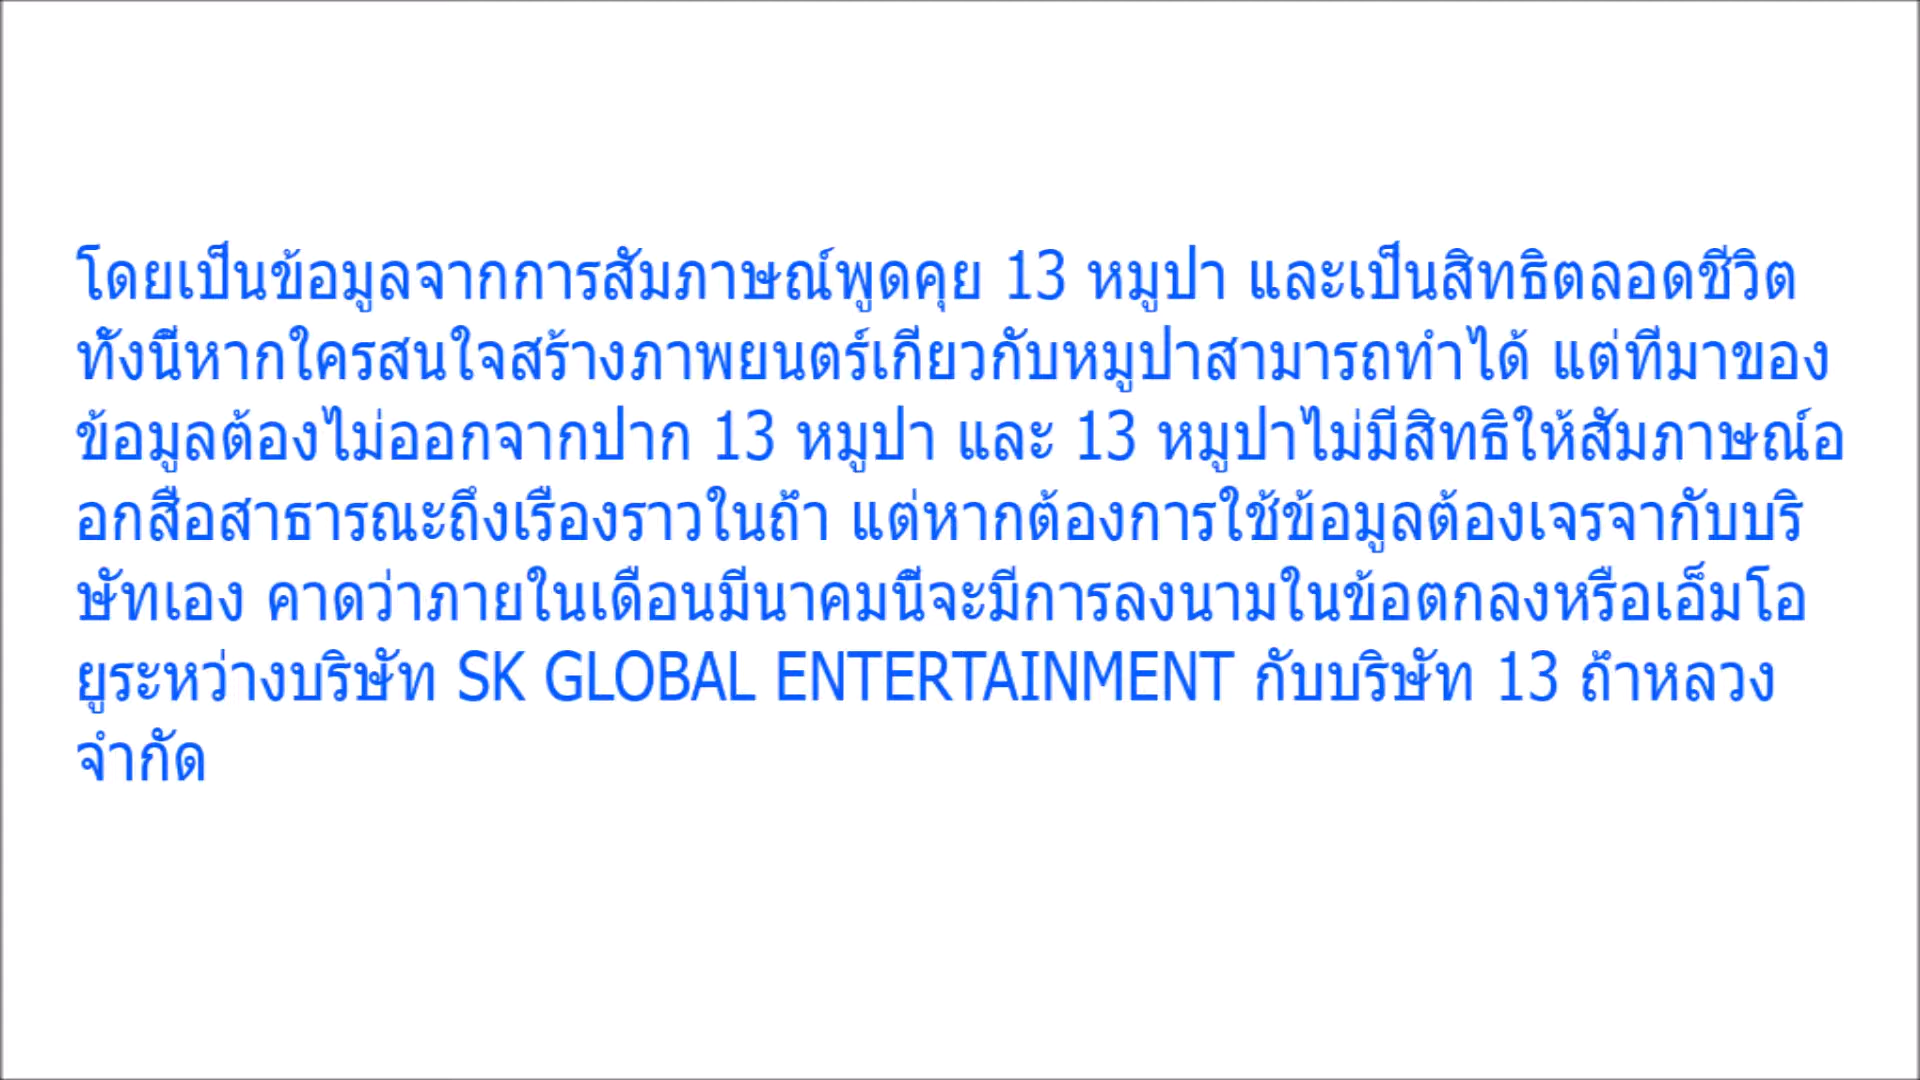 โดยเป็นข้อมูลจากการสัมภาษณ์พูดคุย 13 หมูป่า และเป็นสิทธิตลอดชีวิต
ทั้งนี้หากใครสนใจสร้างภาพยนตร์เกี่ยวกับหมูป่าสามารถทำได้ แต่ที่มาของ
ข้อมูลต้องไม่ออกจากปาก 13 หมูป่า และ 13 หมูป่าไม่มีสิทธิให้สัมภาษณ์อ
อกสื่อสาธารณะถึงเรื่องราวในถ้ำ แต่หากต้องการใช้ข้อมูลต้องเจรจากับบริ
ษัทเอง คาดว่าภายในเดือนมีนาคมนี้จะมีการลงนามในข้อตกลงหรือเอ็มโอ
ยูระหว่างบริษัท SK GLOBAL ENTERTAINMENT กับบริษัท 13 ถ้ำหลวง
จำกัด